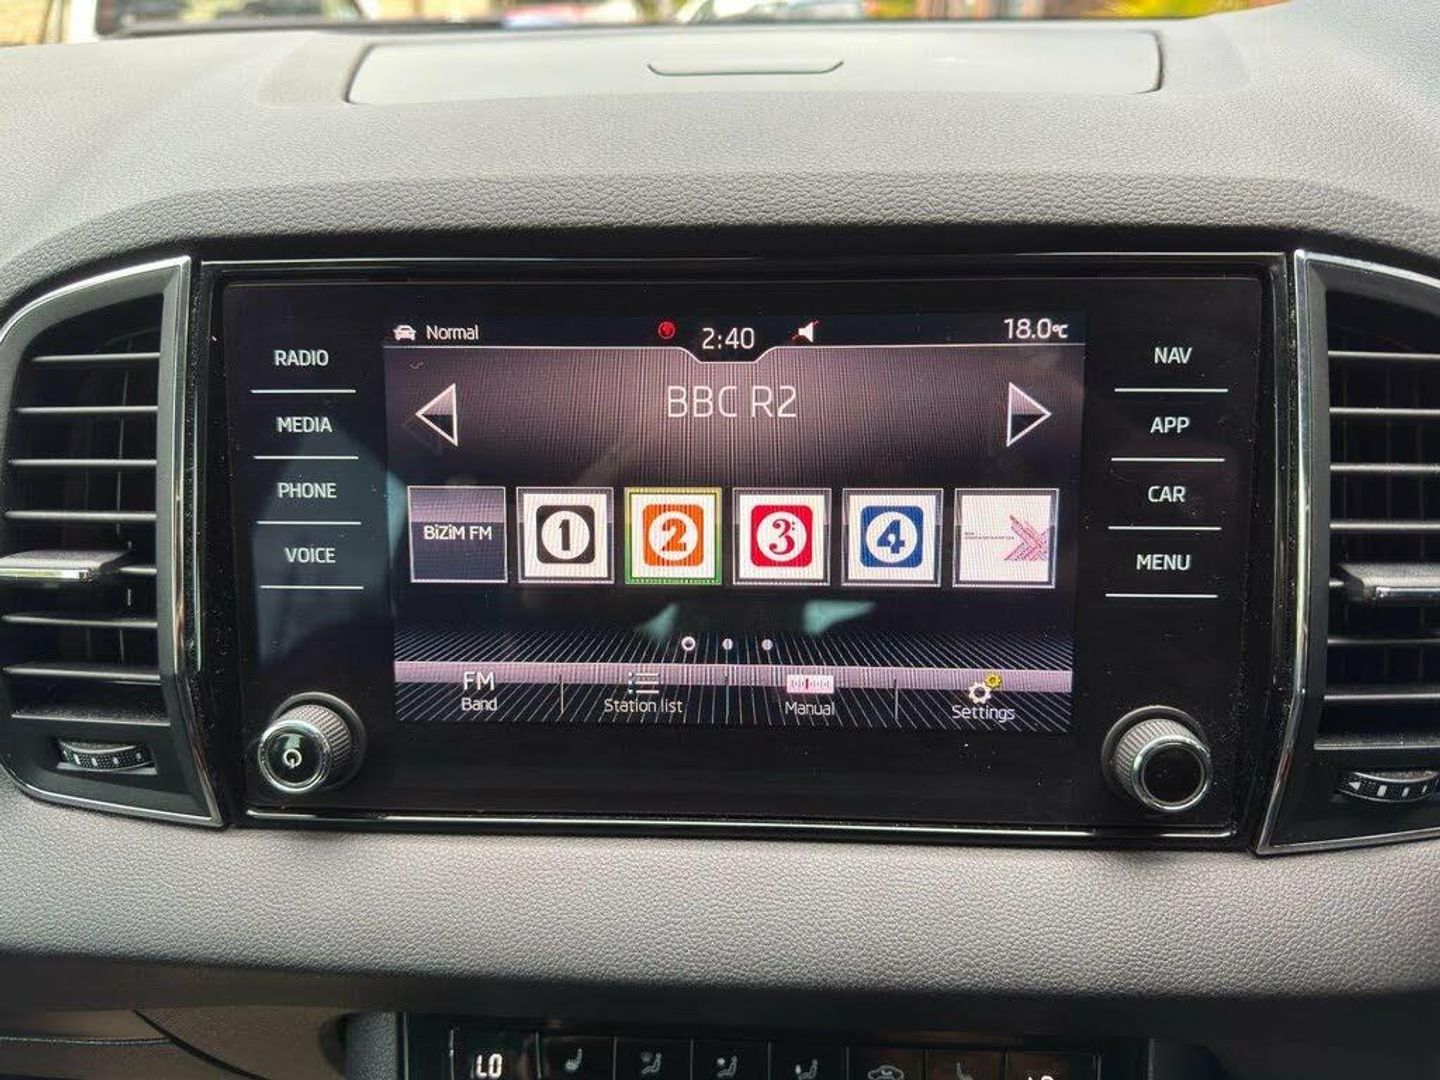 Normal 2:40 18.0°C
BBC R2
RADIO
MEDIA
PHONE
VOICE
NAV
APP
CAR
MENU
BiZiM FM 1 2 3 4
FM
Band Station list Manual Settings
LO
LO